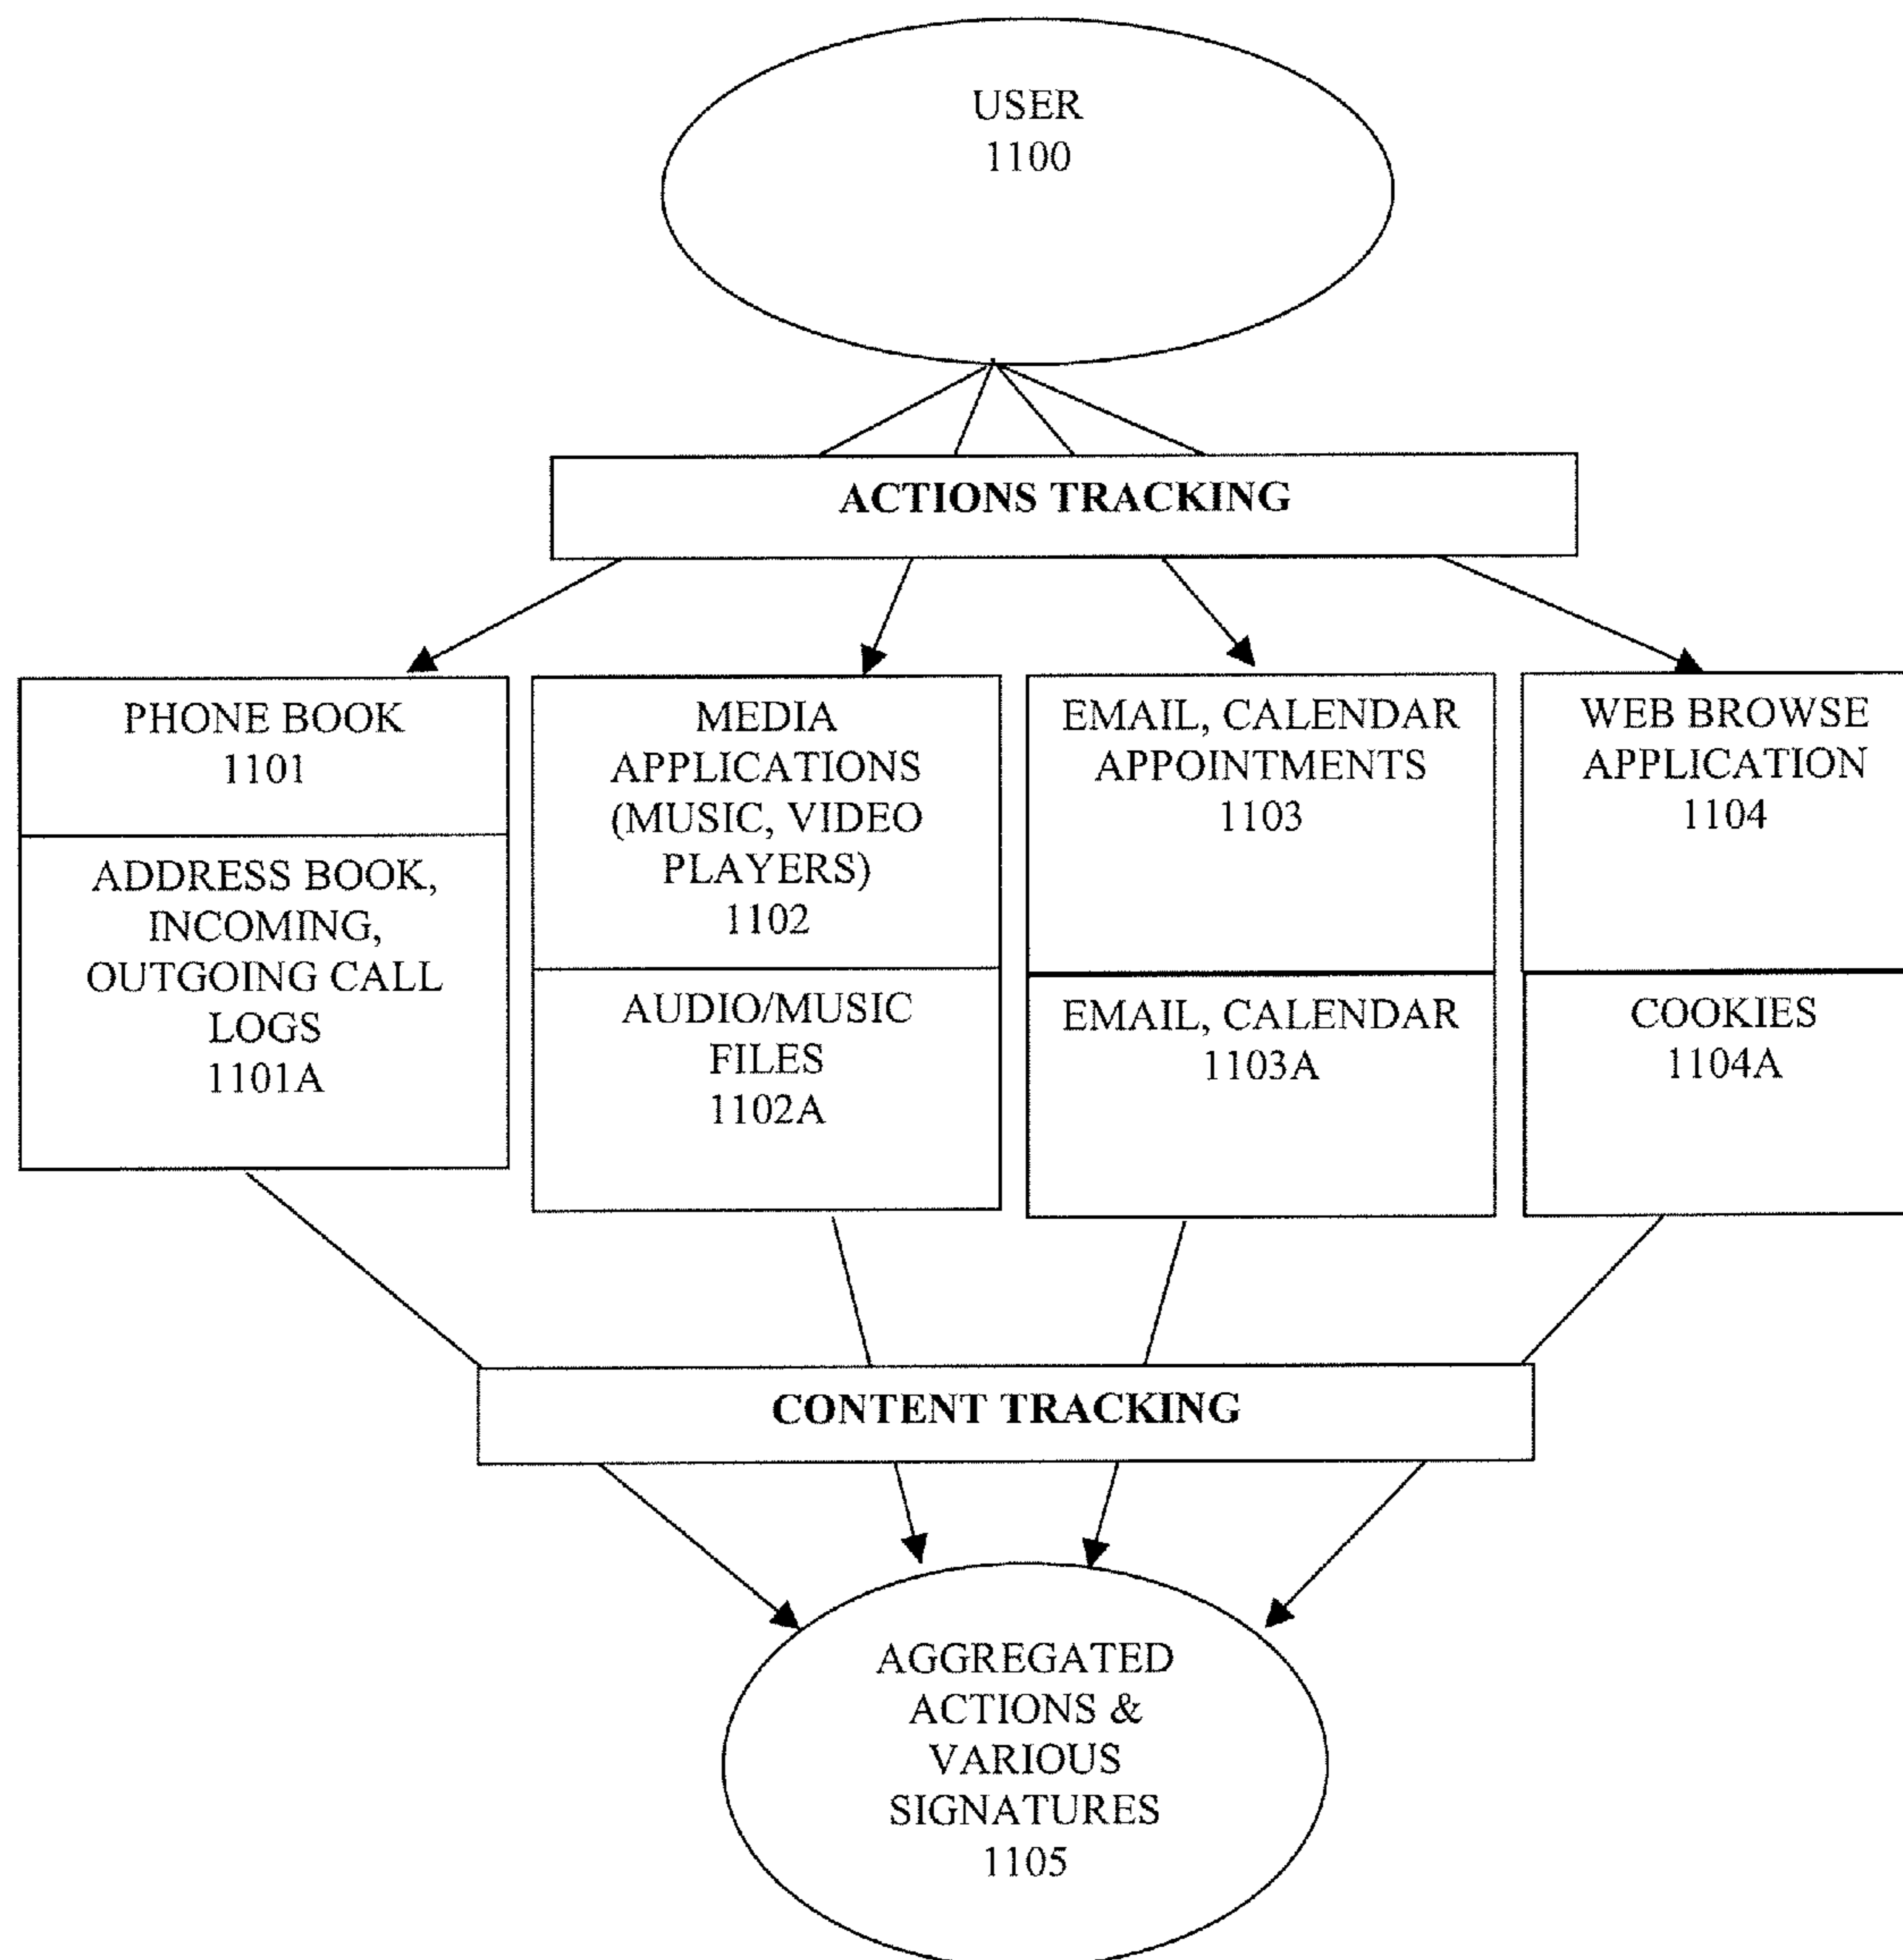 USER
1100
ACTIONS TRACKING
PHONE BOOK
1101
ADDRESS BOOK,
INCOMING,
OUTGOING CALL
LOGS
1101A
MEDIA
APPLICATIONS
(MUSIC, VIDEO
PLAYERS)
1102
AUDIO/MUSIC
FILES
1102A
EMAIL, CALENDAR
APPOINTMENTS
1103
EMAIL, CALENDAR
1103A
WEB BROWSE
APPLICATION
1104
COOKIES
1104A
CONTENT TRACKING
AGGREGATED
ACTIONS &
VARIOUS
SIGNATURES
1105